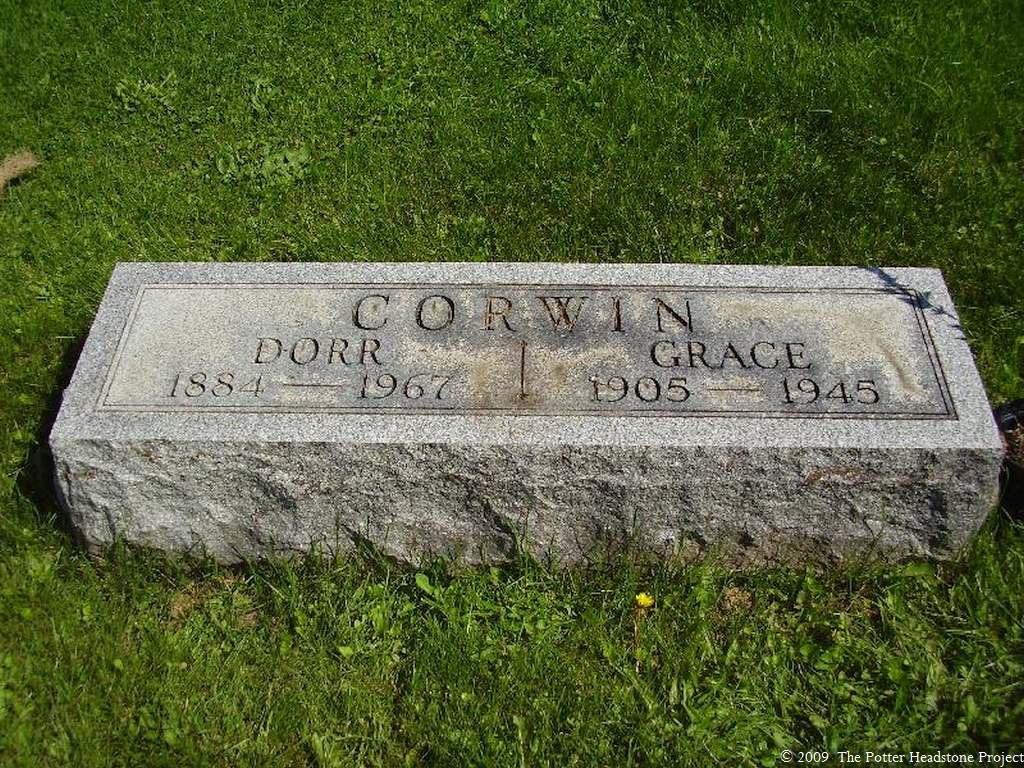 CORWIN
DORR GRACE
1884 — 1967 1905 — 1945
© 2009 The Potter Headstone Project